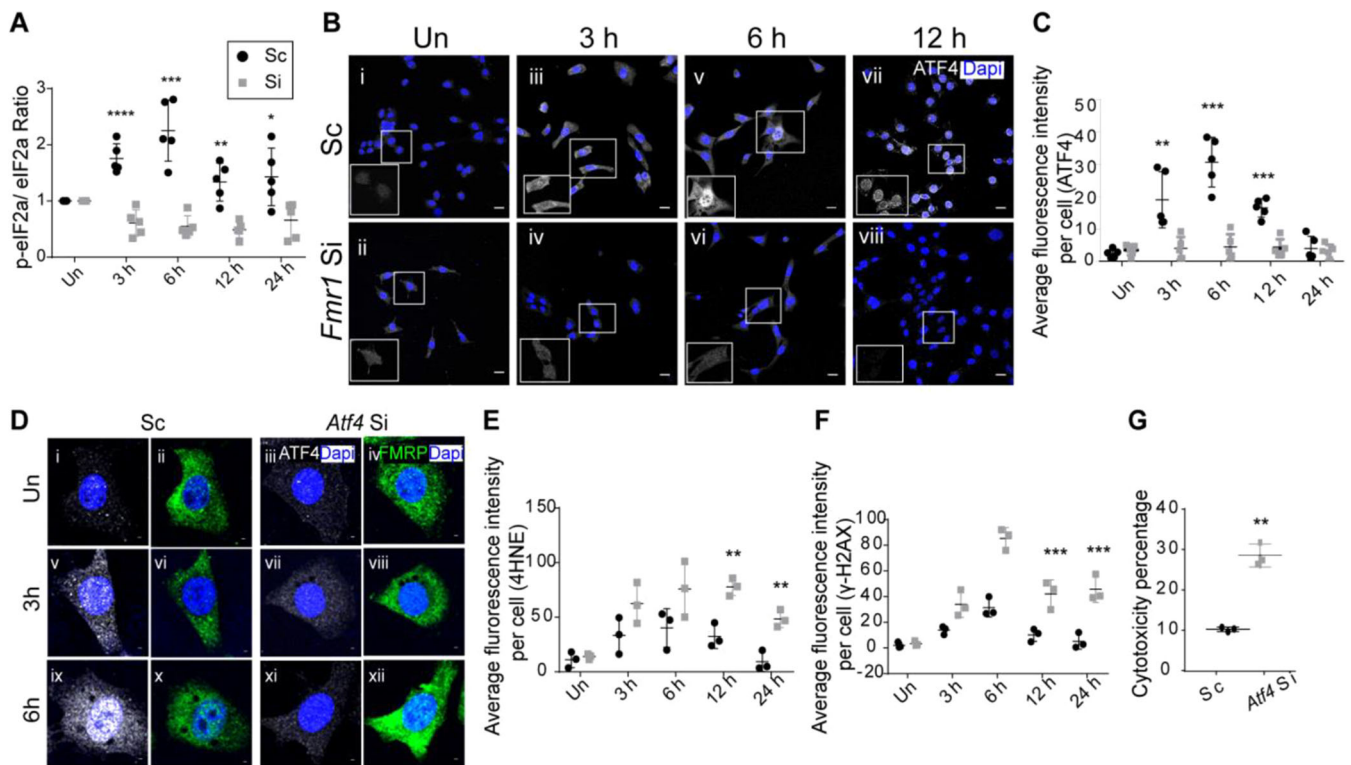 A
Sc
Si
p-eIF2a/ eIF2a Ratio
3
2
1
0
****
***
**
*
Un
3 h
6 h
12 h
24 h
B
Un
3 h
6 h
12 h
Sc
Fmr1 Si
i
iii
v
vii
ATF4 Dapi
ii
iv
vi
viii
C
Average fluorescence intensity
per cell (ATF4)
50
40
30
20
10
0
**
***
***
Un
3 h
6 h
12 h
24 h
D
Sc
Atf4 Si
Un
3h
6h
i
ii
iii ATF4 Dapi
iv FMRP Dapi
v
vi
vii
viii
ix
x
xi
xii
E
Average flurorescence intensity
per cell (4HNE)
150
100
50
0
**
**
Un
3 h
6 h
12 h
24 h
F
Average fluorescence intensity
per cell (γ-H2AX)
100
80
60
40
20
0
-20
***
***
Un
3 h
6 h
12 h
24 h
G
Cytotoxicity percentage
40
30
20
10
0
**
Sc
Atf4 Si